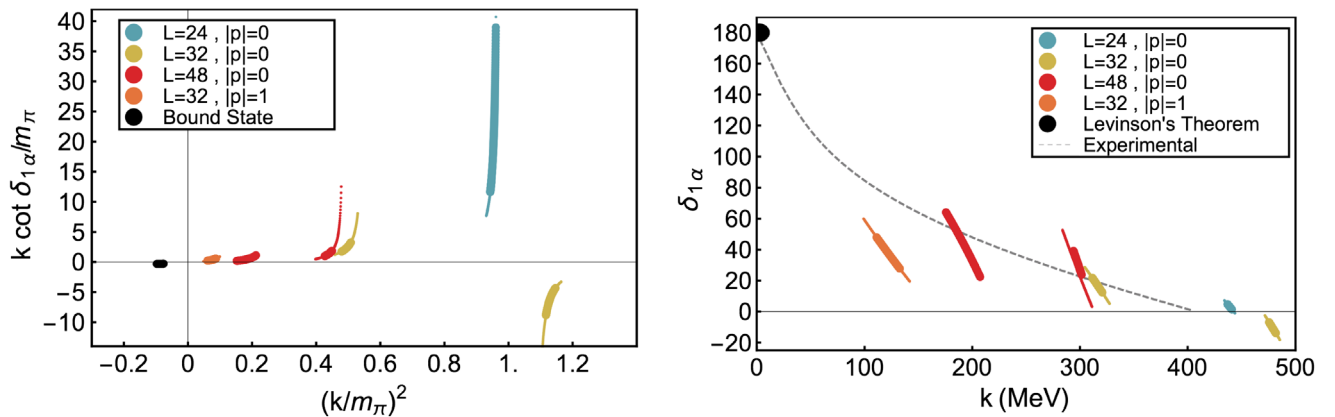 40
35
30
25
20
15
10
5
0
−5
−10
k cot δ1α/mπ
L=24 , |p|=0
L=32 , |p|=0
L=48 , |p|=0
L=32 , |p|=1
Bound State
−0.2 0 0.2 0.4 0.6 0.8 1. 1.2
(k/mπ)²
180
160
140
120
100
80
60
40
20
0
−20
δ1α
L=24 , |p|=0
L=32 , |p|=0
L=48 , |p|=0
L=32 , |p|=1
Levinson's Theorem
Experimental
0 100 200 300 400 500
k (MeV)